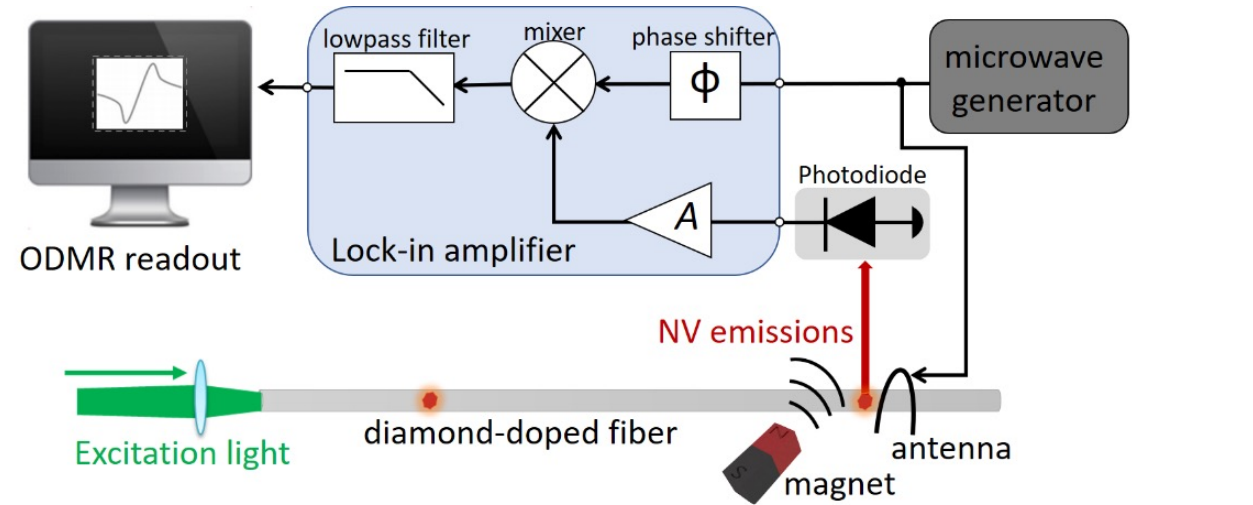 lowpass filter
mixer
phase shifter
ϕ
microwave
generator
Photodiode
A
Lock-in amplifier
ODMR readout
NV emissions
Excitation light
diamond-doped fiber
N
S
magnet
antenna